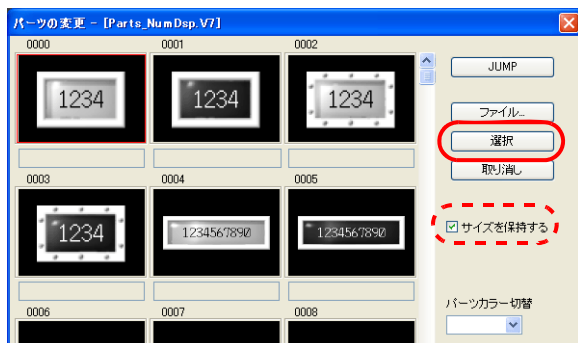 パーツの変更 - [Parts_NumDsp.V7]
0000 0001 0002
1234 1234 1234
JUMP
ファイル...
選択
取り消し
0003 0004 0005
1234 1234567890 1234567890
サイズを保持する
パーツカラー切替
0006 0007 0008